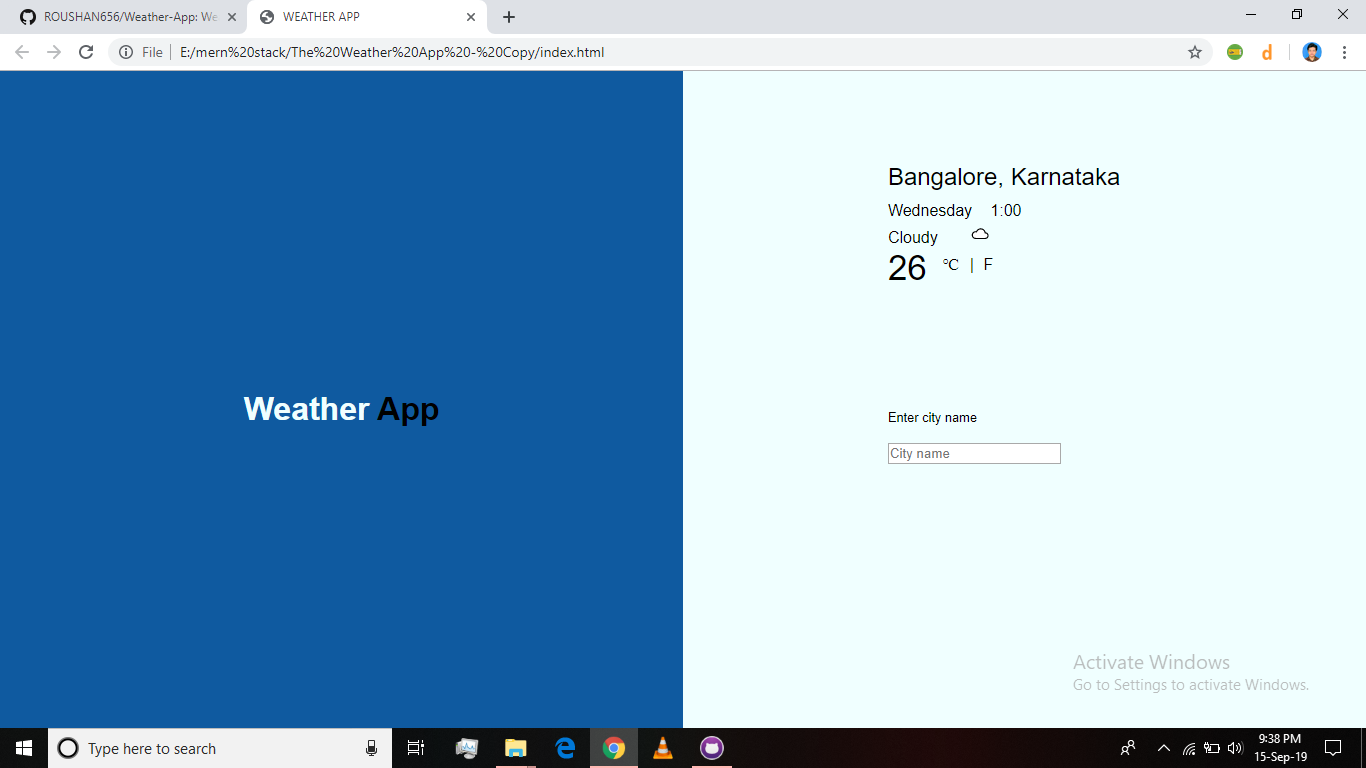 ROUSHAN656/Weather-App: We
WEATHER APP
File
E:/mern%20stack/The%20Weather%20App%20-%20Copy/index.html
Bangalore, Karnataka
Wednesday 1:00
Cloudy
26 °C | F
Weather App
Enter city name
City name
Activate Windows
Go to Settings to activate Windows.
Type here to search
9:38 PM
15-Sep-19